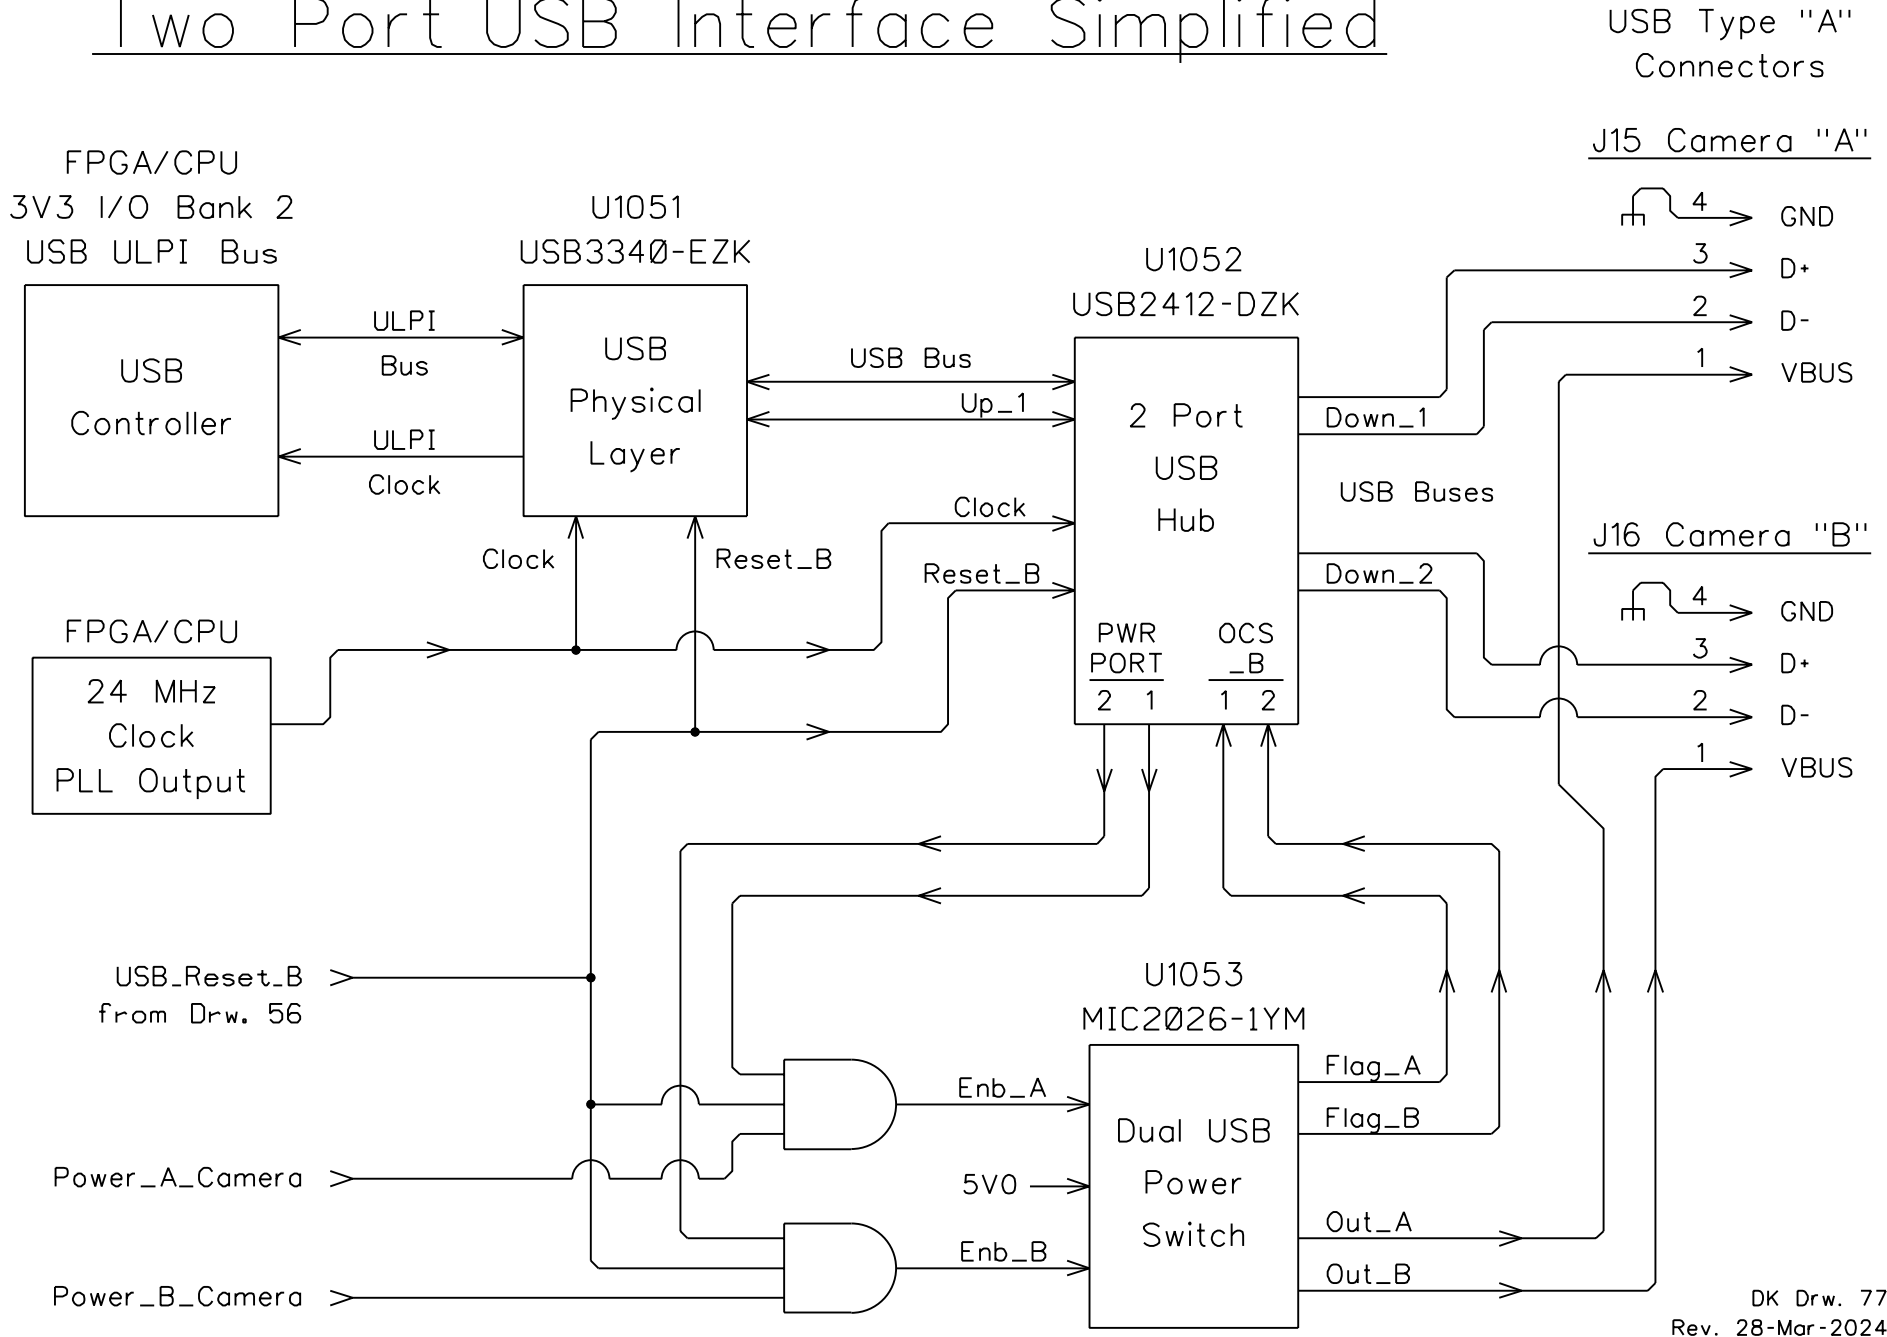 Two Port USB Interface Simplified
USB Type "A"
Connectors
J15 Camera "A"
4
GND
3
D+
2
D-
1
VBUS
FPGA/CPU
3V3 I/O Bank 2
USB ULPI Bus
USB
Controller
ULPI
Bus
ULPI
Clock
U1051
USB3340-EZK
USB
Physical
Layer
USB Bus
Up_1
Clock
Reset_B
U1052
USB2412-DZK
2 Port
USB
Hub
PWR
PORT
2 1
OCS
_B
1 2
Down_1
USB Buses
Down_2
J16 Camera "B"
4
GND
3
D+
2
D-
1
VBUS
Clock
Reset_B
FPGA/CPU
24 MHz
Clock
PLL Output
USB_Reset_B
from Drw. 56
Power_A_Camera
Power_B_Camera
Enb_A
5V0
Enb_B
U1053
MIC2026-1YM
Dual USB
Power
Switch
Flag_A
Flag_B
Out_A
Out_B
DK Drw. 77
Rev. 28-Mar-2024